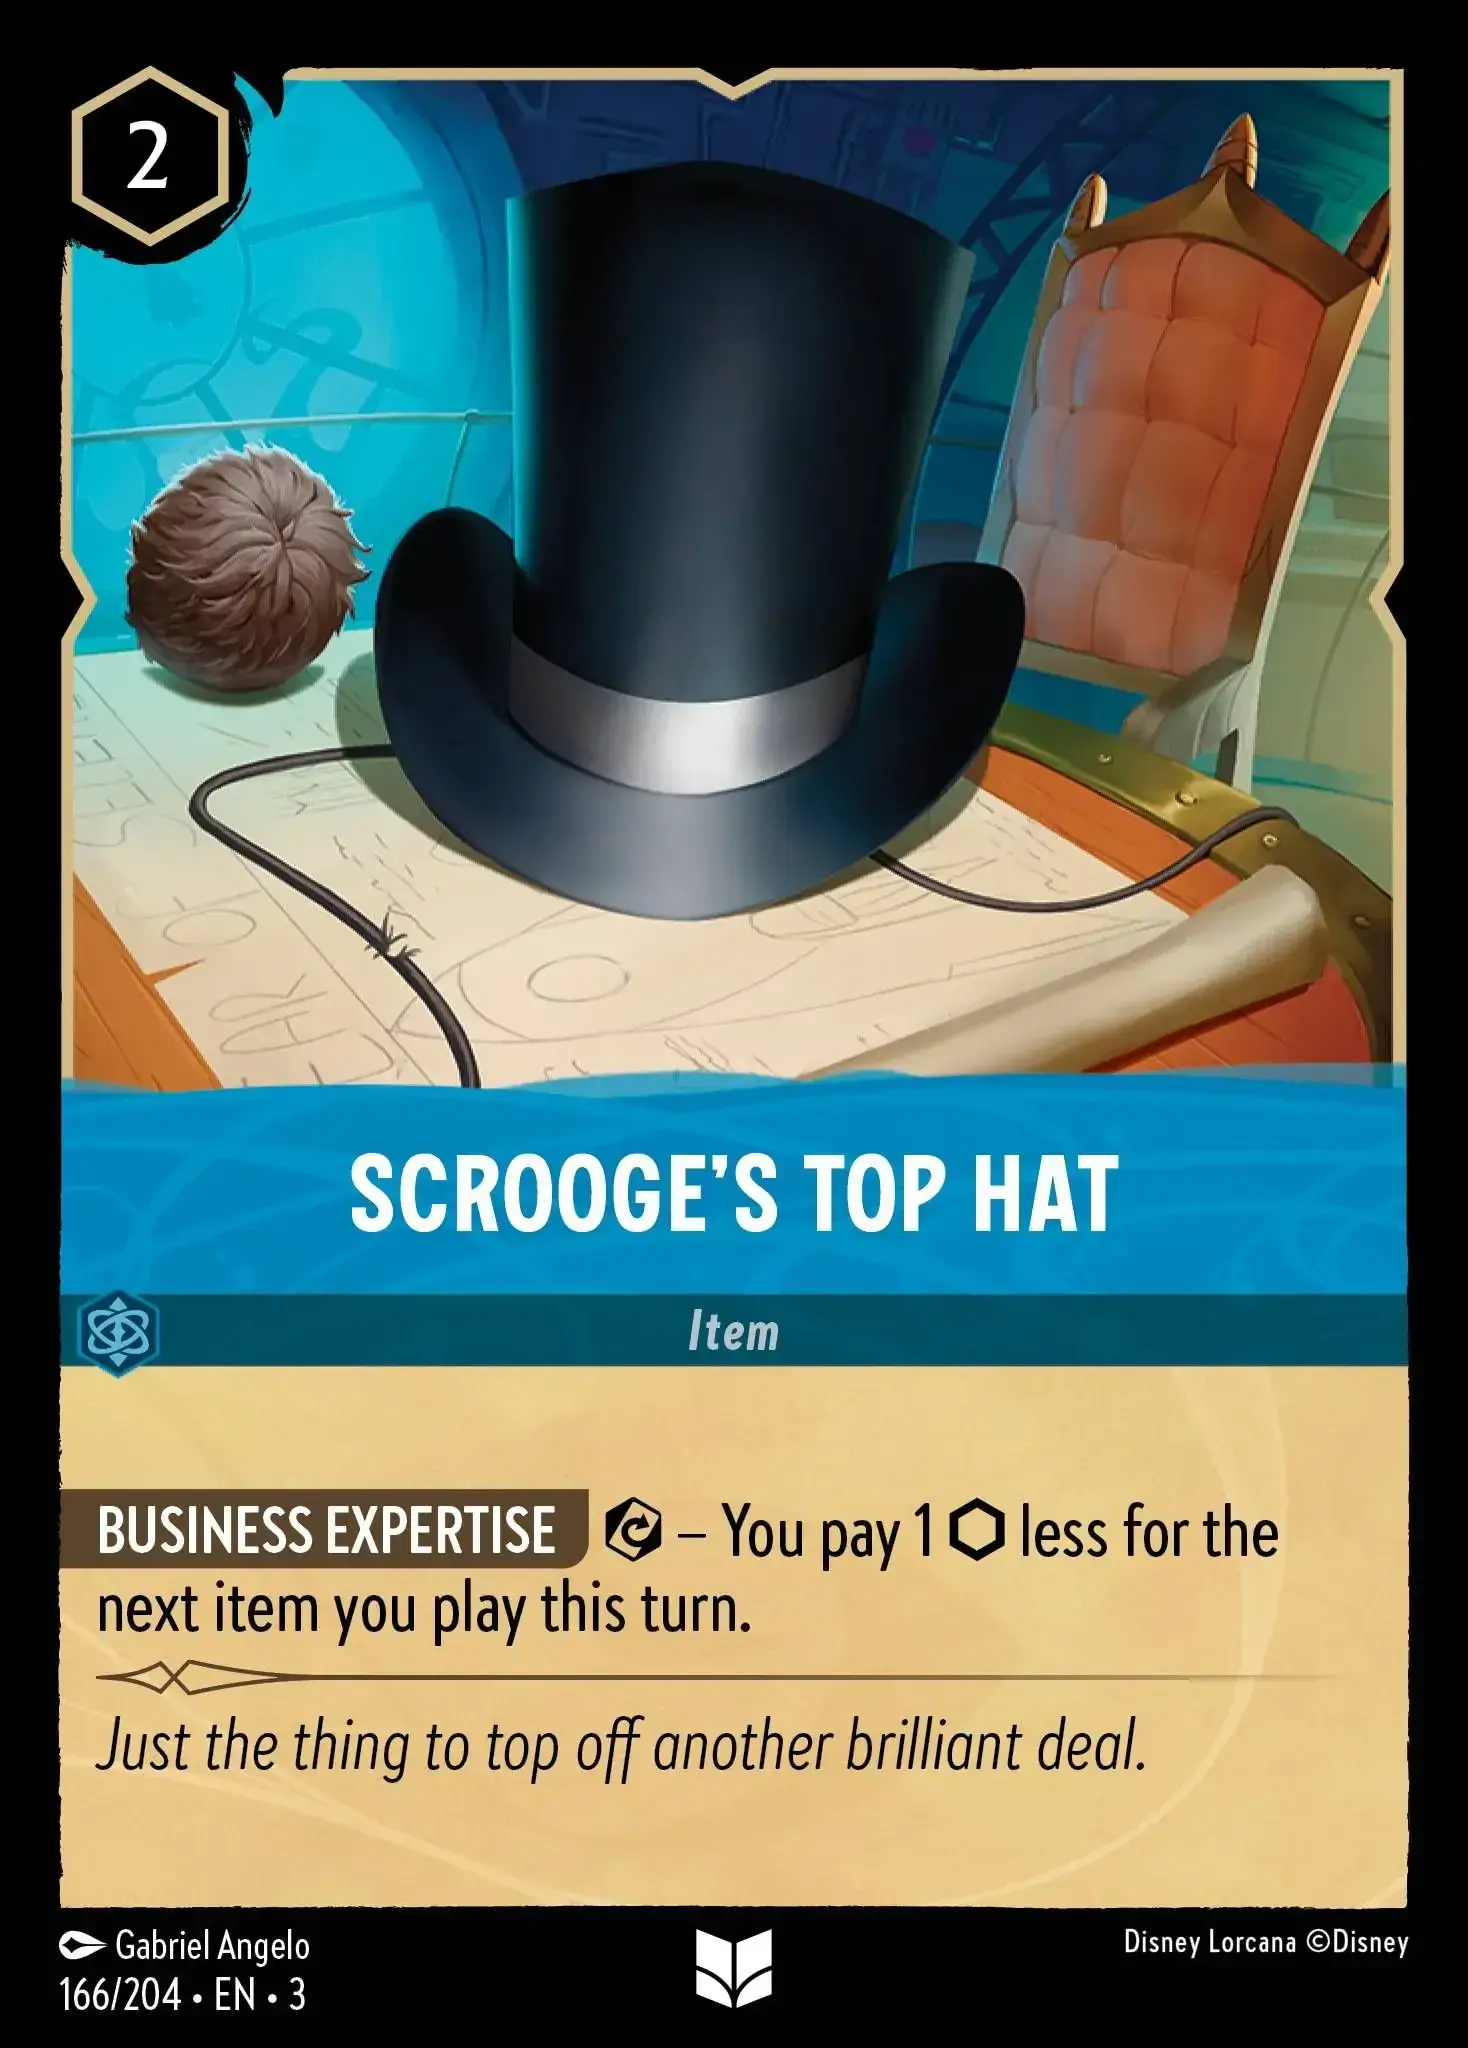 2
SCROOGE’S TOP HAT
Item
BUSINESS EXPERTISE – You pay 1 less for the
next item you play this turn.
Just the thing to top off another brilliant deal.
Gabriel Angelo
166/204 • EN • 3
Disney Lorcana ©Disney